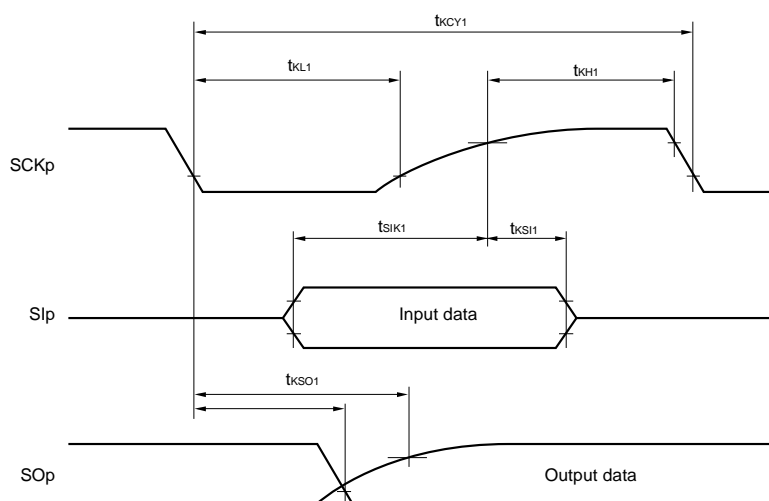 tKCY1
tKL1
tKH1
SCKp
tSIK1
tKSI1
SIp
Input data
tKSO1
SOp
Output data